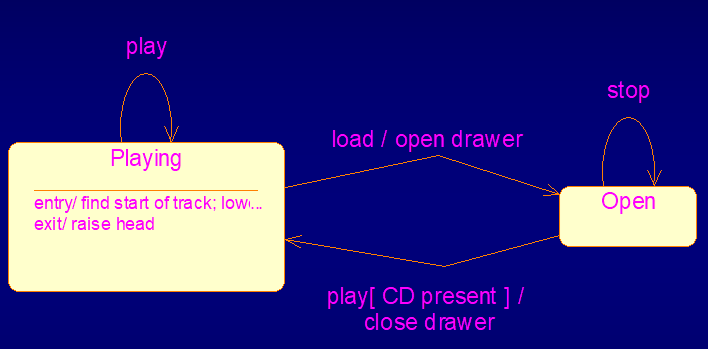 play
stop
load / open drawer
Playing
entry/ find start of track; low...
exit/ raise head
Open
play[ CD present ] /
close drawer